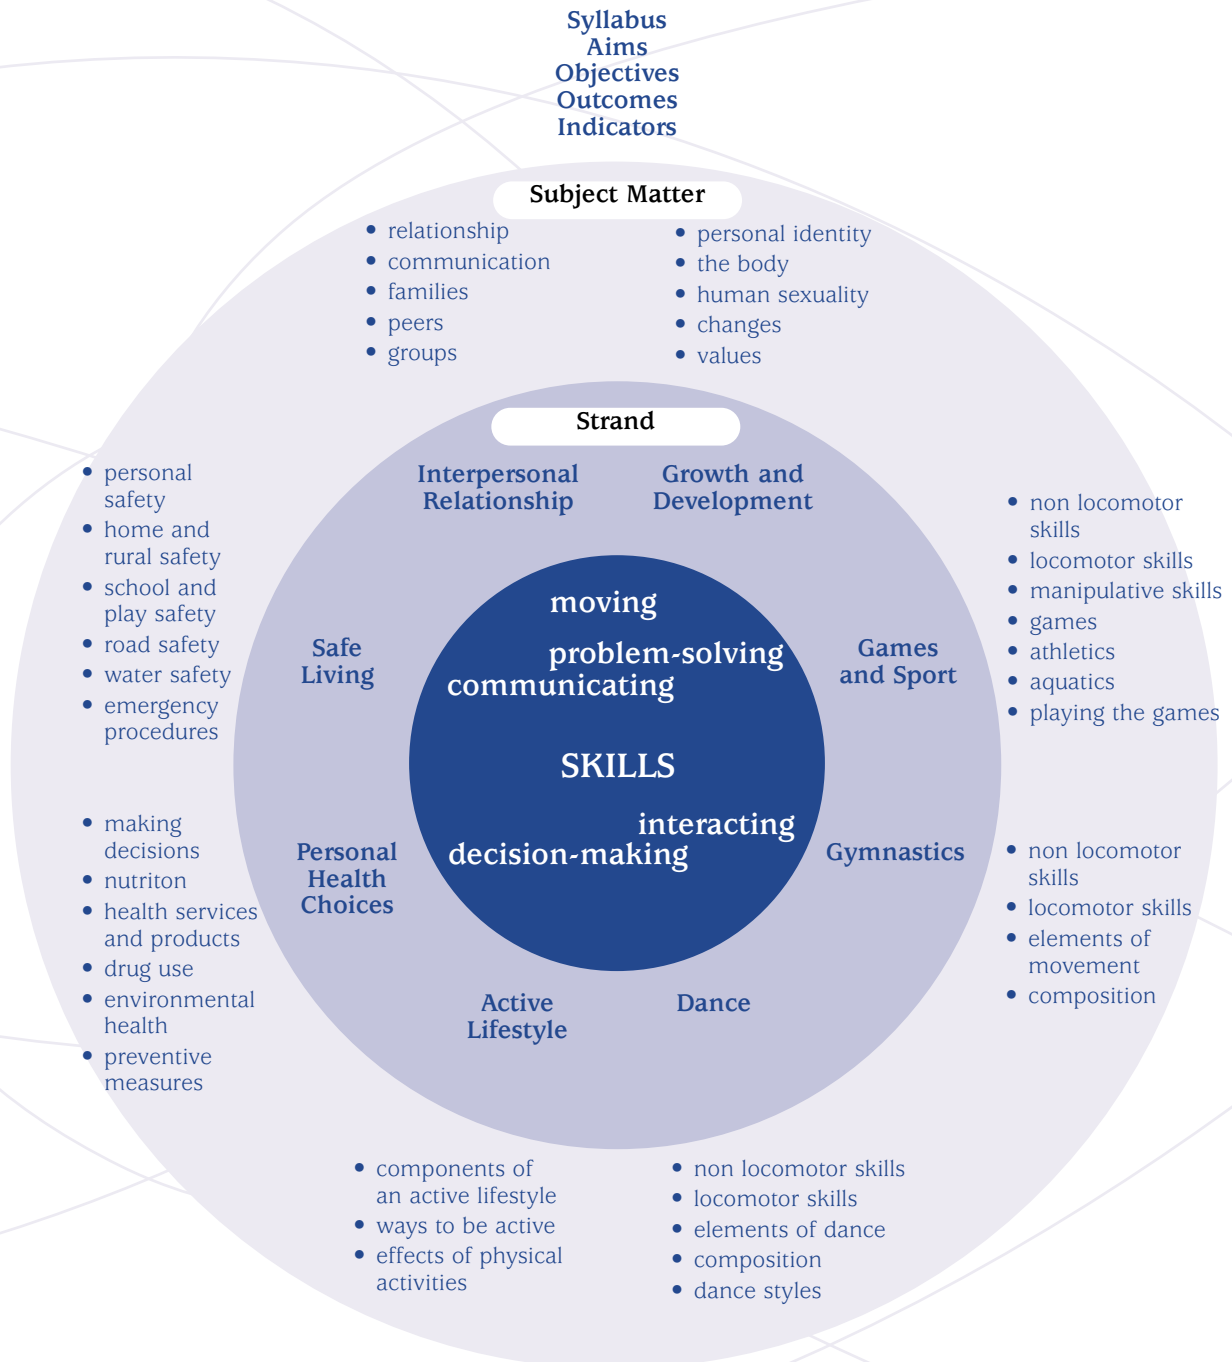 Syllabus
Aims
Objectives
Outcomes
Indicators
Subject Matter
• relationship
• communication
• families
• peers
• groups
• personal identity
• the body
• human sexuality
• changes
• values
Strand
Interpersonal
Relationship
Growth and
Development
• personal
safety
• home and
rural safety
• school and
play safety
• road safety
• water safety
• emergency
procedures
Safe
Living
moving
problem-solving
communicating
SKILLS
interacting
decision-making
Games
and Sport
• non locomotor
skills
• locomotor skills
• manipulative skills
• games
• athletics
• aquatics
• playing the games
• making
decisions
• nutriton
• health services
and products
• drug use
• environmental
health
• preventive
measures
Personal
Health
Choices
Gymnastics
• non locomotor
skills
• locomotor skills
• elements of
movement
• composition
Active
Lifestyle
Dance
• components of
an active lifestyle
• ways to be active
• effects of physical
activities
• non locomotor skills
• locomotor skills
• elements of dance
• composition
• dance styles